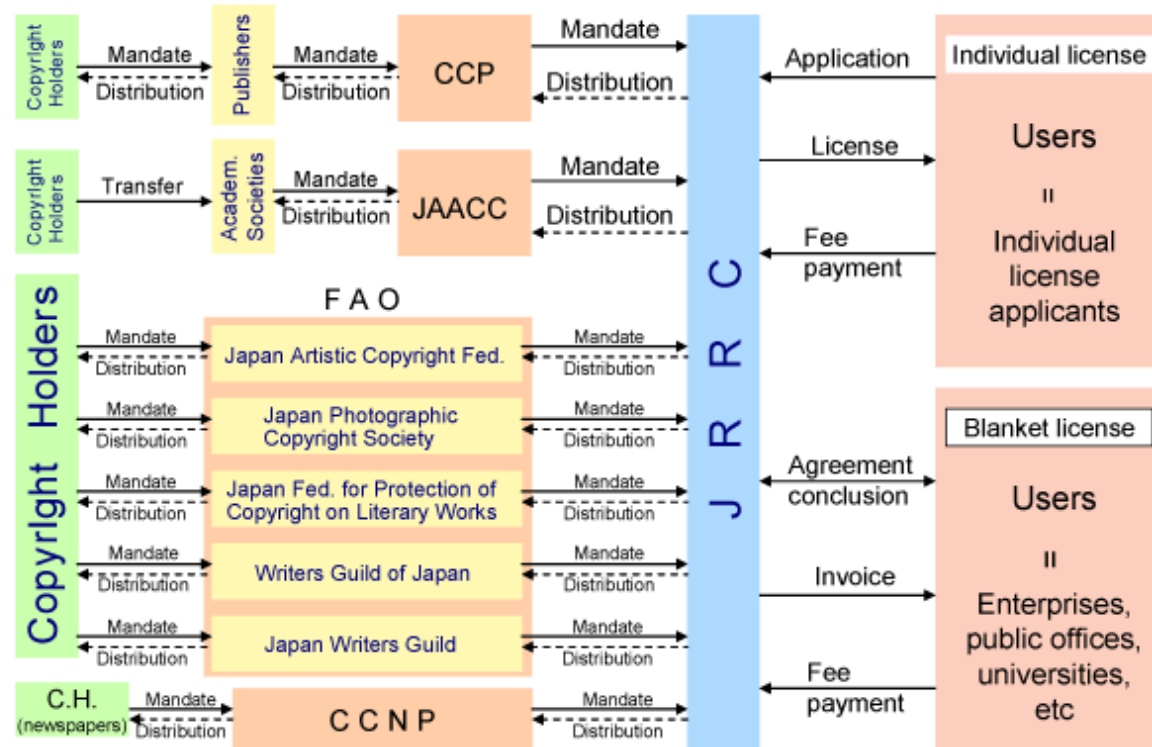 Copyright
Holders
Mandate
Distribution
Publishers
Mandate
Distribution
CCP
Mandate
Distribution
Copyright
Holders
Transfer
Academ.
Societies
Mandate
Distribution
JAACC
Mandate
Distribution
Copyright Holders
F A O
Mandate
Distribution
Japan Artistic Copyright Fed.
Mandate
Distribution
Mandate
Distribution
Japan Photographic
Copyright Society
Mandate
Distribution
Mandate
Distribution
Japan Fed. for Protection of
Copyright on Literary Works
Mandate
Distribution
Mandate
Distribution
Writers Guild of Japan
Mandate
Distribution
Mandate
Distribution
Japan Writers Guild
Mandate
Distribution
C.H.
(newspapers)
Mandate
Distribution
C C N P
Mandate
Distribution
J R R C
Application
License
Fee
payment
Individual license
Users
=
Individual
license
applicants
Agreement
conclusion
Invoice
Fee
payment
Blanket license
Users
=
Enterprises,
public offices,
universities,
etc